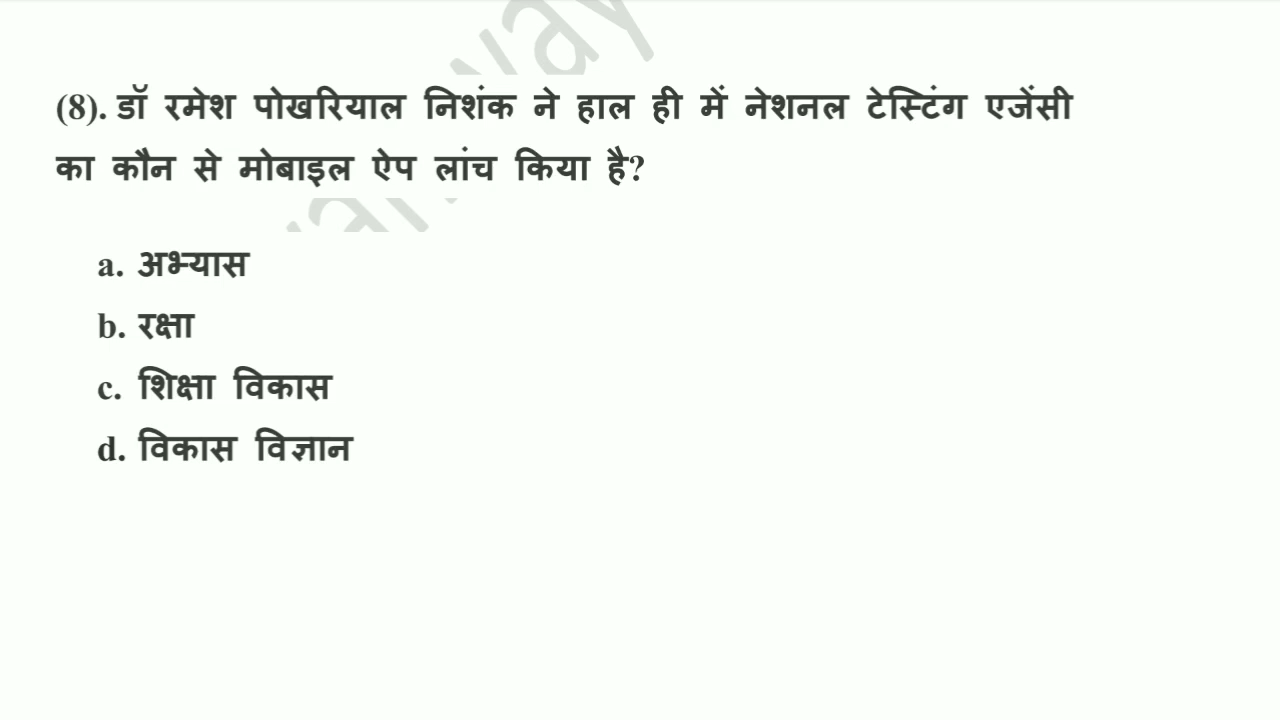 (8). डॉ रमेश पोखरियाल निशंक ने हाल ही में नेशनल टेस्टिंग एजेंसी
का कौन से मोबाइल ऐप लांच किया है?
a. अभ्यास
b. रक्षा
c. शिक्षा विकास
d. विकास विज्ञान